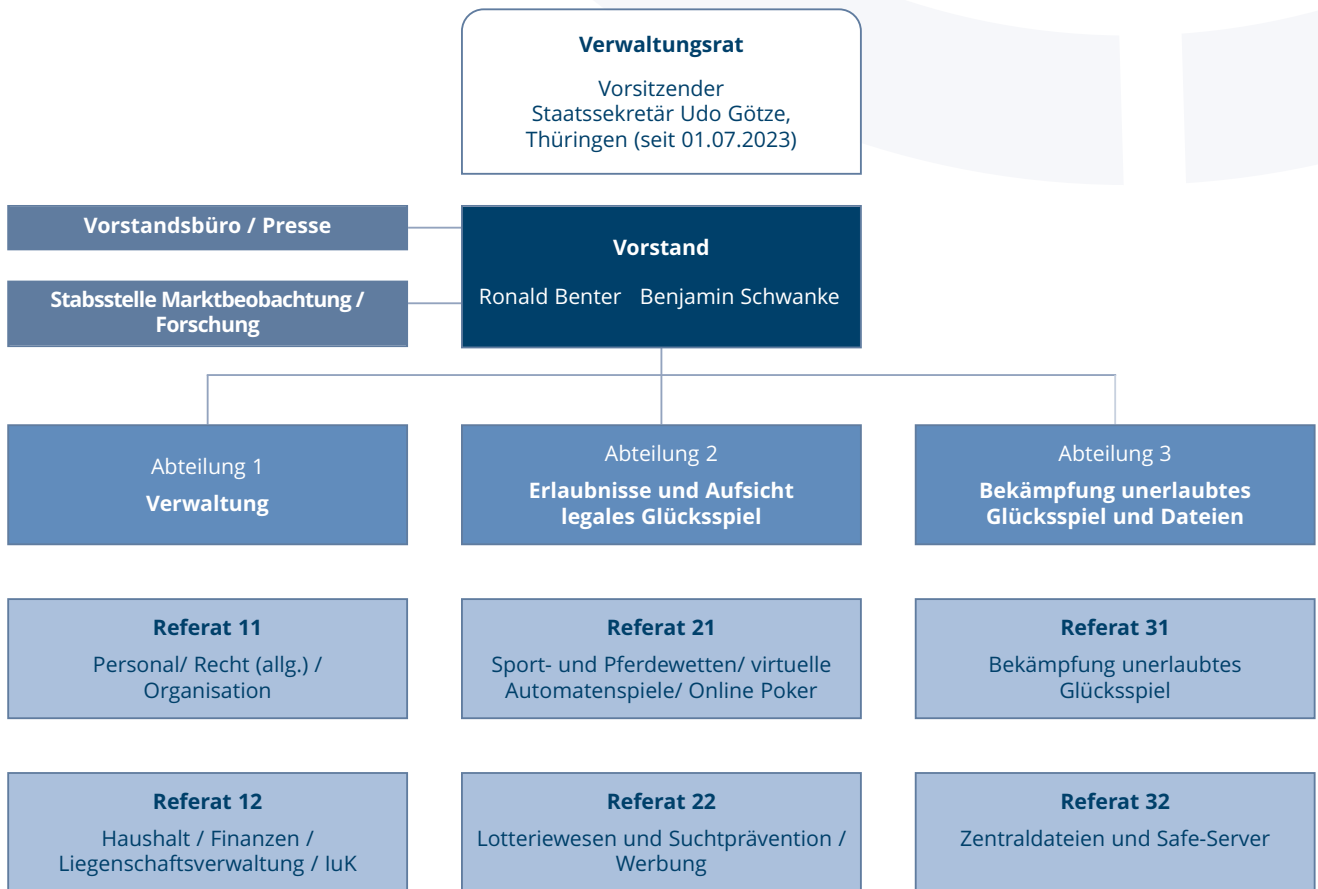 Verwaltungsrat
Vorsitzender
Staatssekretär Udo Götze,
Thüringen (seit 01.07.2023)
Vorstandsbüro / Presse
Stabsstelle Marktbeobachtung /
Forschung
Vorstand
Ronald Benter Benjamin Schwanke
Abteilung 1
Verwaltung
Abteilung 2
Erlaubnisse und Aufsicht
legales Glücksspiel
Abteilung 3
Bekämpfung unerlaubtes
Glücksspiel und Dateien
Referat 11
Personal/ Recht (allg.) /
Organisation
Referat 21
Sport- und Pferdewetten/ virtuelle
Automatenspiele/ Online Poker
Referat 31
Bekämpfung unerlaubtes
Glücksspiel
Referat 12
Haushalt / Finanzen /
Liegenschaftsverwaltung / IuK
Referat 22
Lotteriewesen und Suchtprävention /
Werbung
Referat 32
Zentraldateien und Safe-Server